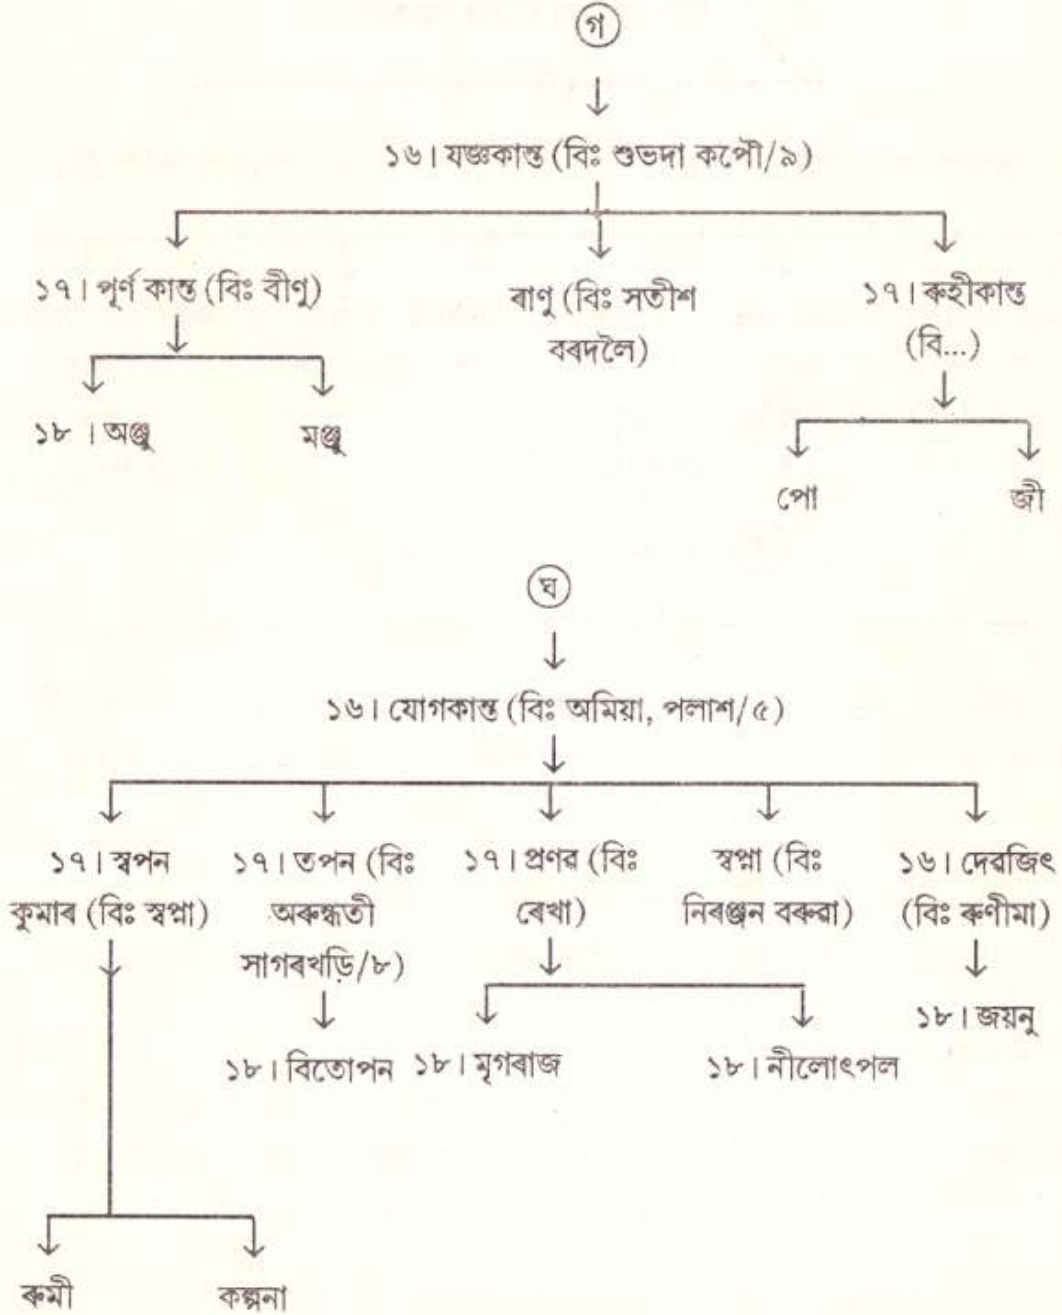 গ
১৬। যজ্ঞকান্ত (বিঃ শুভদা কপৌ/৯)
১৭। পূৰ্ণ কান্ত (বিঃ বীণু)
ৰাণু (বিঃ সতীশ
বৰদলৈ)
১৭। ৰুহীকান্ত
(বি...)
১৮ । অঞ্জু
মঞ্জু
পো
জী
ঘ
১৬। যোগকান্ত (বিঃ অমিয়া, পলাশ/৫)
১৭। স্বপন
কুমাৰ (বিঃ স্বপ্না)
১৭। তপন (বিঃ
অৰুন্ধতী
সাগৰখড়ি/৮)
১৭। প্ৰণৱ (বিঃ
ৰেখা)
স্বপ্না (বিঃ
নিৰঞ্জন বৰুৱা)
১৬। দেৱজিৎ
(বিঃ ৰুণীমা)
১৮। বিতোপন
১৮। মৃগৰাজ
১৮। নীলোৎপল
১৮। জয়নু
ৰুমী
কল্পনা